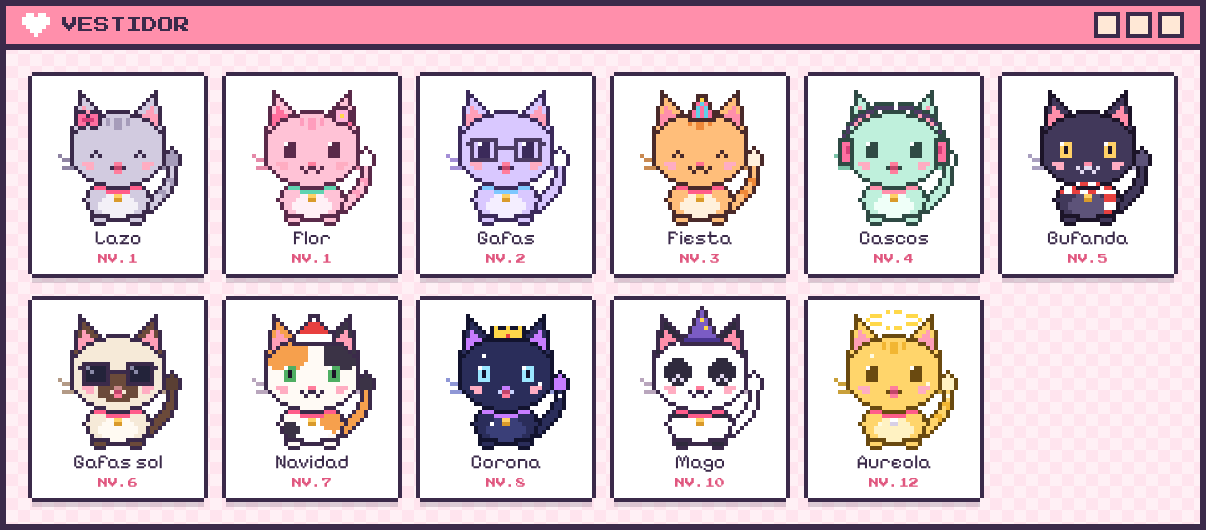 VESTIDOR
Lazo
NV.1
Flor
NV.1
Gafas
NV.2
Fiesta
NV.3
Cascos
NV.4
Bufanda
NV.5
Gafas sol
NV.6
Navidad
NV.7
Corona
NV.8
Mago
NV.10
Aureola
NV.12